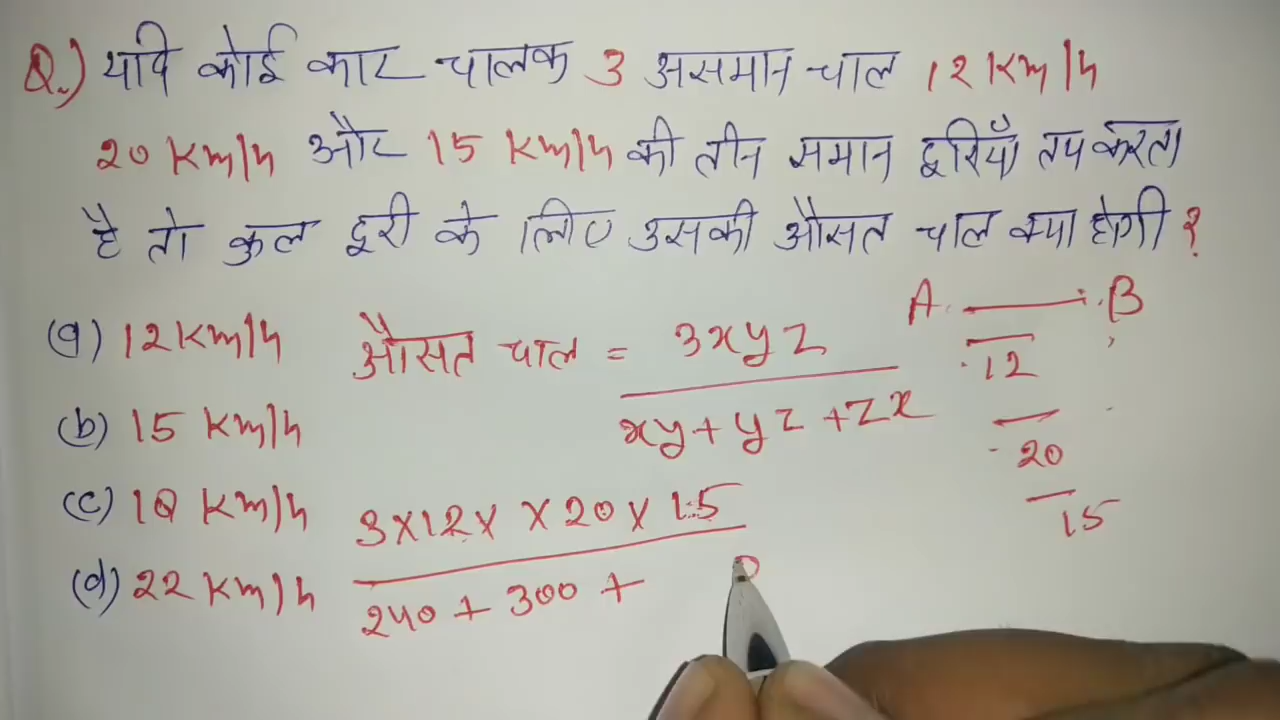 Q.) यदि कोई कार चालक 3 असमान चाल 12 Km/h
20 Km/h और 15 Km/h की तीन समान दूरियाँ तय करता
है तो कुल दूरी के लिए उसकी औसत चाल क्या होगी ?
(a) 12 Km/h
(b) 15 Km/h
(c) 18 Km/h
(d) 22 Km/h
औसत चाल = 3xyz
xy + yz + zx
3 x 12 x x 20 x 15
240 + 300 +
A B
12
20
15